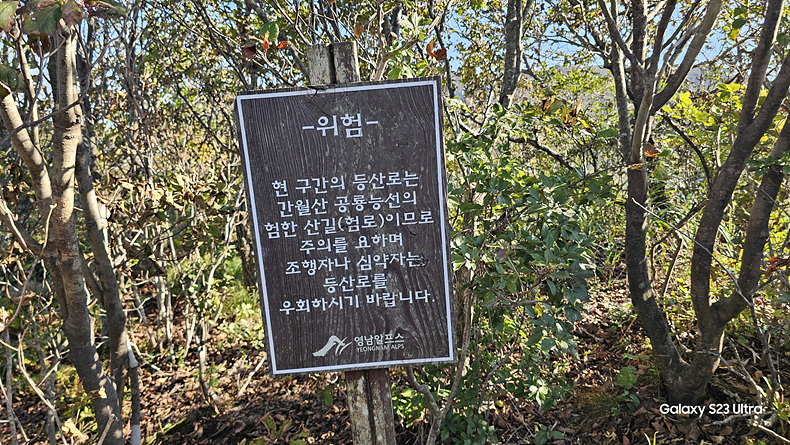 -위험-
현 구간의 등산로는
간월산 공룡능선의
험한 산길(험로)이므로
주의를 요하며
조행자나 심약자는
등산로를
우회하시기 바랍니다.
영남알프스
YEONGNAM ALPS
Galaxy S23 Ultra